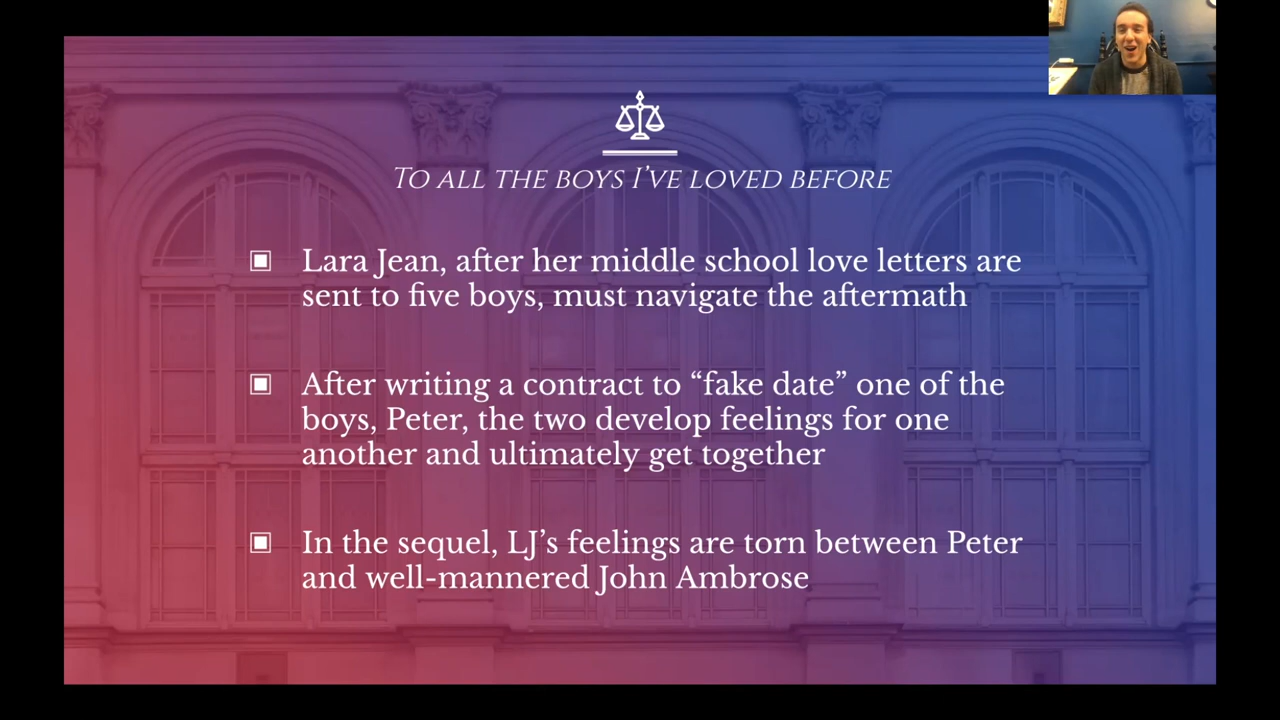 TO ALL THE BOYS I’VE LOVED BEFORE
Lara Jean, after her middle school love letters are
sent to five boys, must navigate the aftermath
After writing a contract to “fake date” one of the
boys, Peter, the two develop feelings for one
another and ultimately get together
In the sequel, LJ’s feelings are torn between Peter
and well-mannered John Ambrose